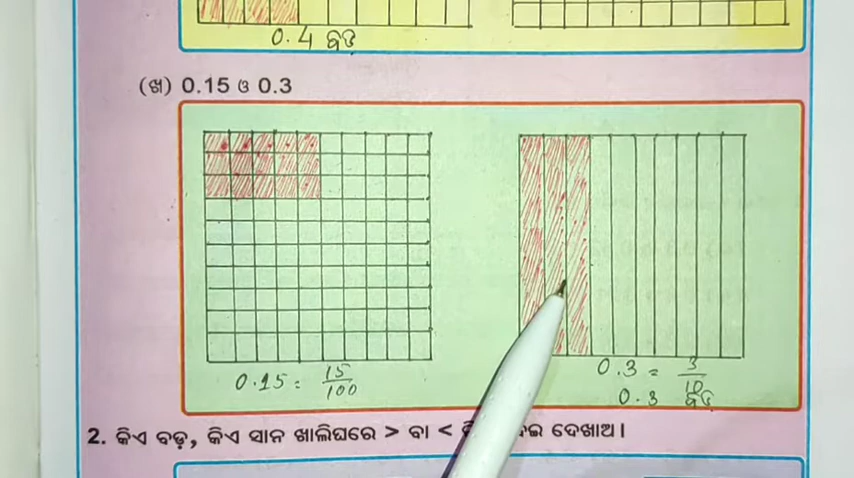 0.4 ବଡ
(ଖ) 0.15 ଓ 0.3
0.15 = 15/100
0.3 = 3/10
0.3 ବଡ
2. କିଏ ବଡ଼, କିଏ ସାନ ଖାଲିଘରେ > ବା < ଦେଖାଅ ।